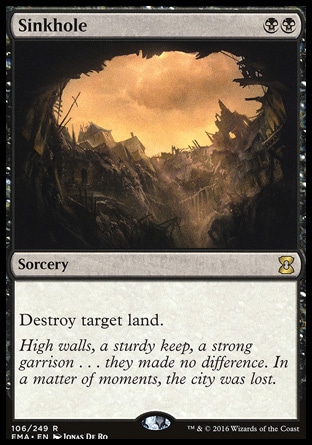 Sinkhole
Sorcery
Destroy target land.
High walls, a sturdy keep, a strong
garrison . . . they made no difference. In
a matter of moments, the city was lost.
106/249 R
EMA • EN Jonas De Ro
™ & © 2016 Wizards of the Coast